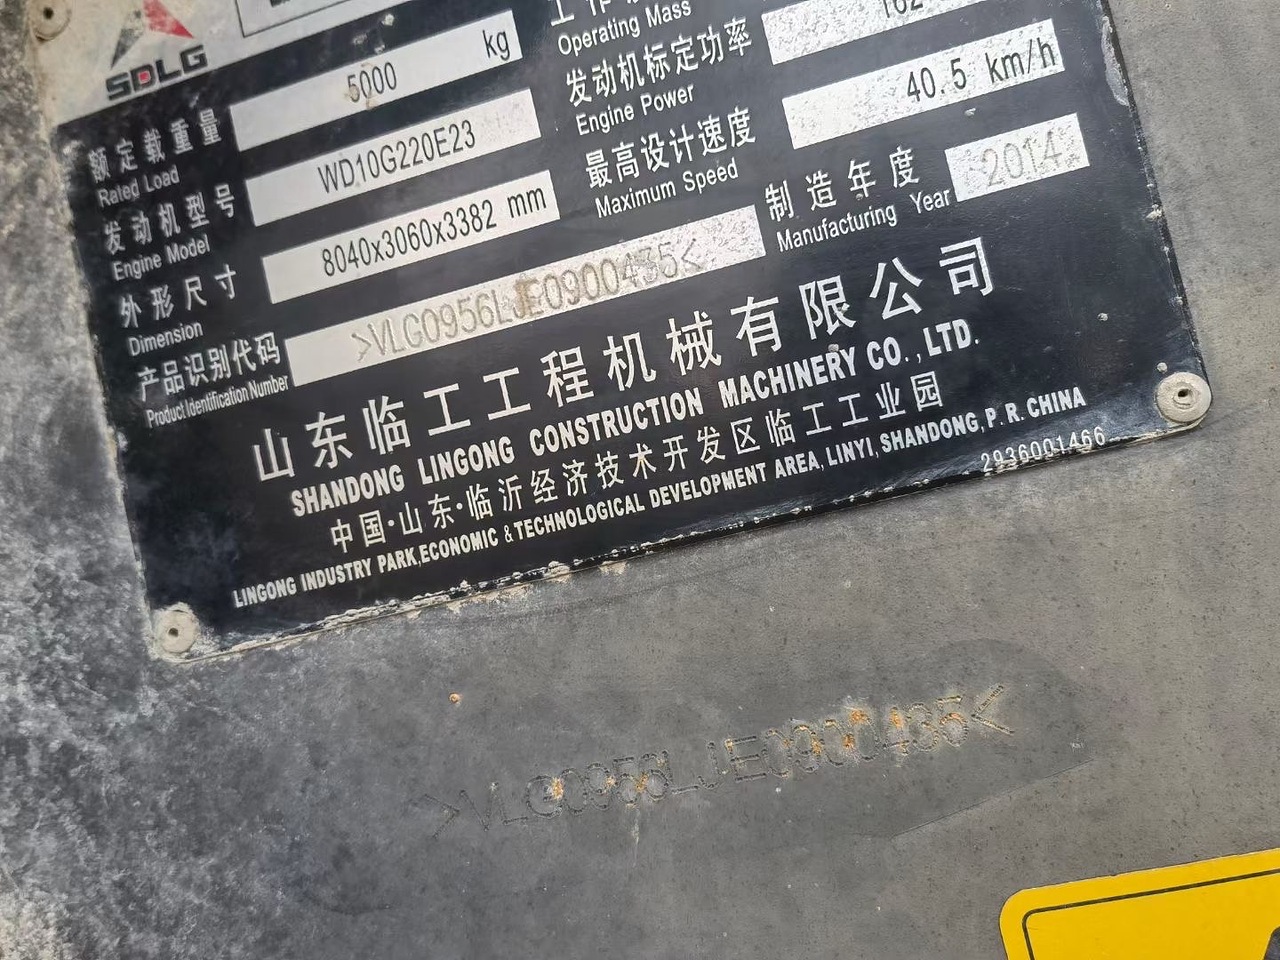 SDLG
Operating Mass
额定载重量 5000 kg
Rated Load
发动机标定功率
Engine Power
发动机型号 WD10G220E23
Engine Model
最高设计速度 40.5 km/h
Maximum Speed
外形尺寸 8040x3060x3382 mm
Dimension
制造年度 2014
Manufacturing Year
产品识别代码 >VLG0956LJE0900435<
Product Identification Number
山东临工工程机械有限公司
SHANDONG LINGONG CONSTRUCTION MACHINERY CO., LTD.
中国·山东·临沂经济技术开发区临工工业园
LINGONG INDUSTRY PARK,ECONOMIC & TECHNOLOGICAL DEVELOPMENT AREA, LINYI, SHANDONG, P. R. CHINA
2936001466
>VLG0956LJE0900435<